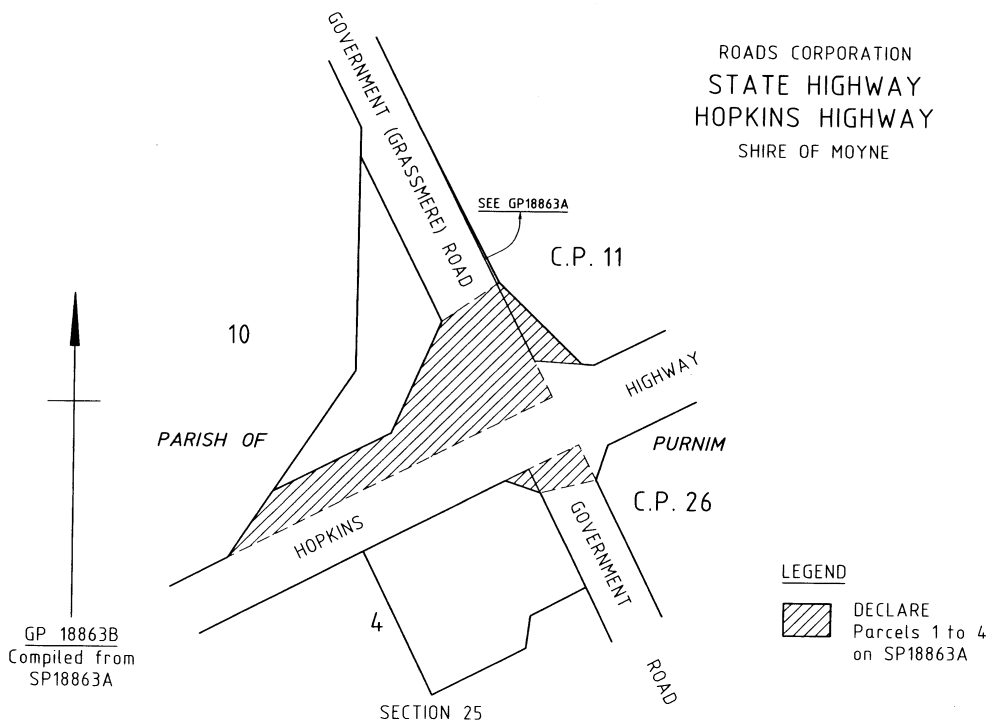 ROADS CORPORATION
STATE HIGHWAY
HOPKINS HIGHWAY
SHIRE OF MOYNE
GOVERNMENT (GRASSMERE) ROAD
SEE GP18863A
C.P. 11
10
HIGHWAY
PARISH OF
PURNIM
C.P. 26
HOPKINS
GOVERNMENT
ROAD
4
SECTION 25
LEGEND
DECLARE
Parcels 1 to 4
on SP18863A
GP 18863B
Compiled from
SP18863A